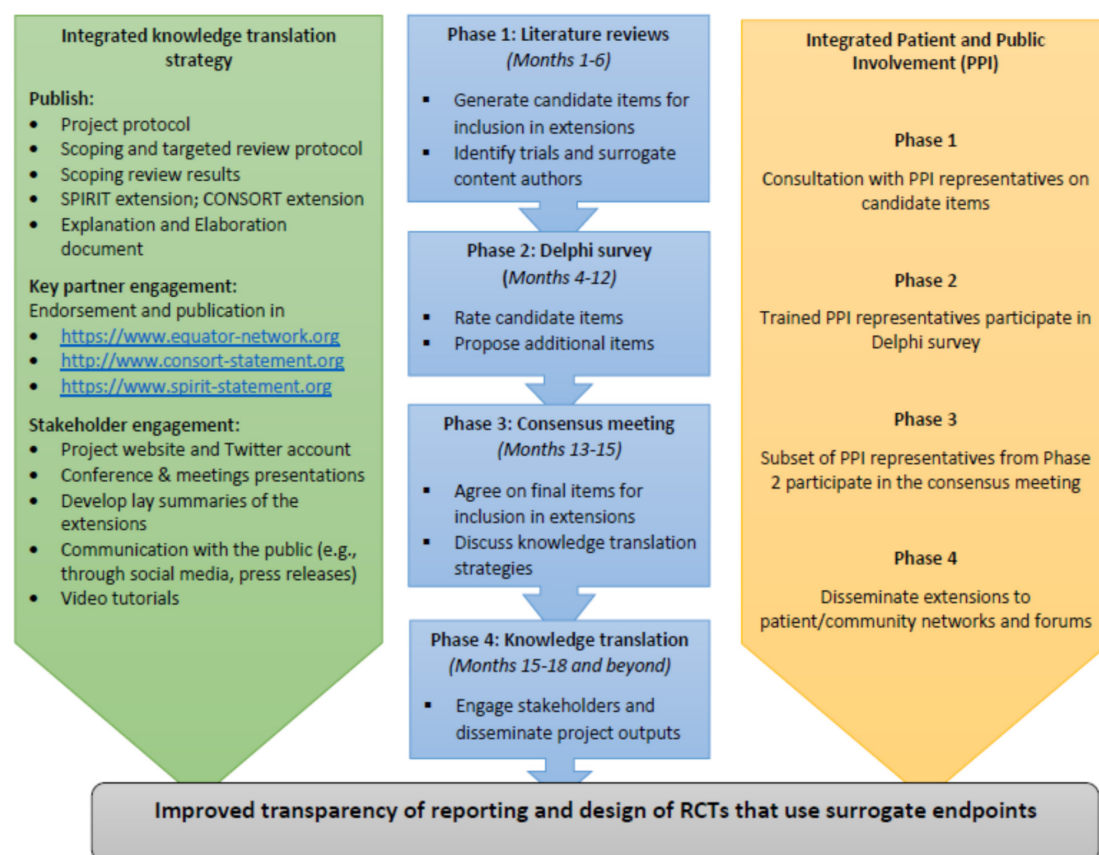 Integrated knowledge translation
strategy
Publish:
• Project protocol
• Scoping and targeted review protocol
• Scoping review results
• SPIRIT extension; CONSORT extension
• Explanation and Elaboration
document
Key partner engagement:
Endorsement and publication in
• https://www.equator-network.org
• http://www.consort-statement.org
• https://www.spirit-statement.org
Stakeholder engagement:
• Project website and Twitter account
• Conference & meetings presentations
• Develop lay summaries of the
extensions
• Communication with the public (e.g.,
through social media, press releases)
• Video tutorials
Phase 1: Literature reviews
(Months 1-6)
▪ Generate candidate items for
inclusion in extensions
▪ Identify trials and surrogate
content authors
Phase 2: Delphi survey
(Months 4-12)
▪ Rate candidate items
▪ Propose additional items
Phase 3: Consensus meeting
(Months 13-15)
▪ Agree on final items for
inclusion in extensions
▪ Discuss knowledge translation
strategies
Phase 4: Knowledge translation
(Months 15-18 and beyond)
▪ Engage stakeholders and
disseminate project outputs
Integrated Patient and Public
Involvement (PPI)
Phase 1
Consultation with PPI representatives on
candidate items
Phase 2
Trained PPI representatives participate in
Delphi survey
Phase 3
Subset of PPI representatives from Phase
2 participate in the consensus meeting
Phase 4
Disseminate extensions to
patient/community networks and forums
Improved transparency of reporting and design of RCTs that use surrogate endpoints